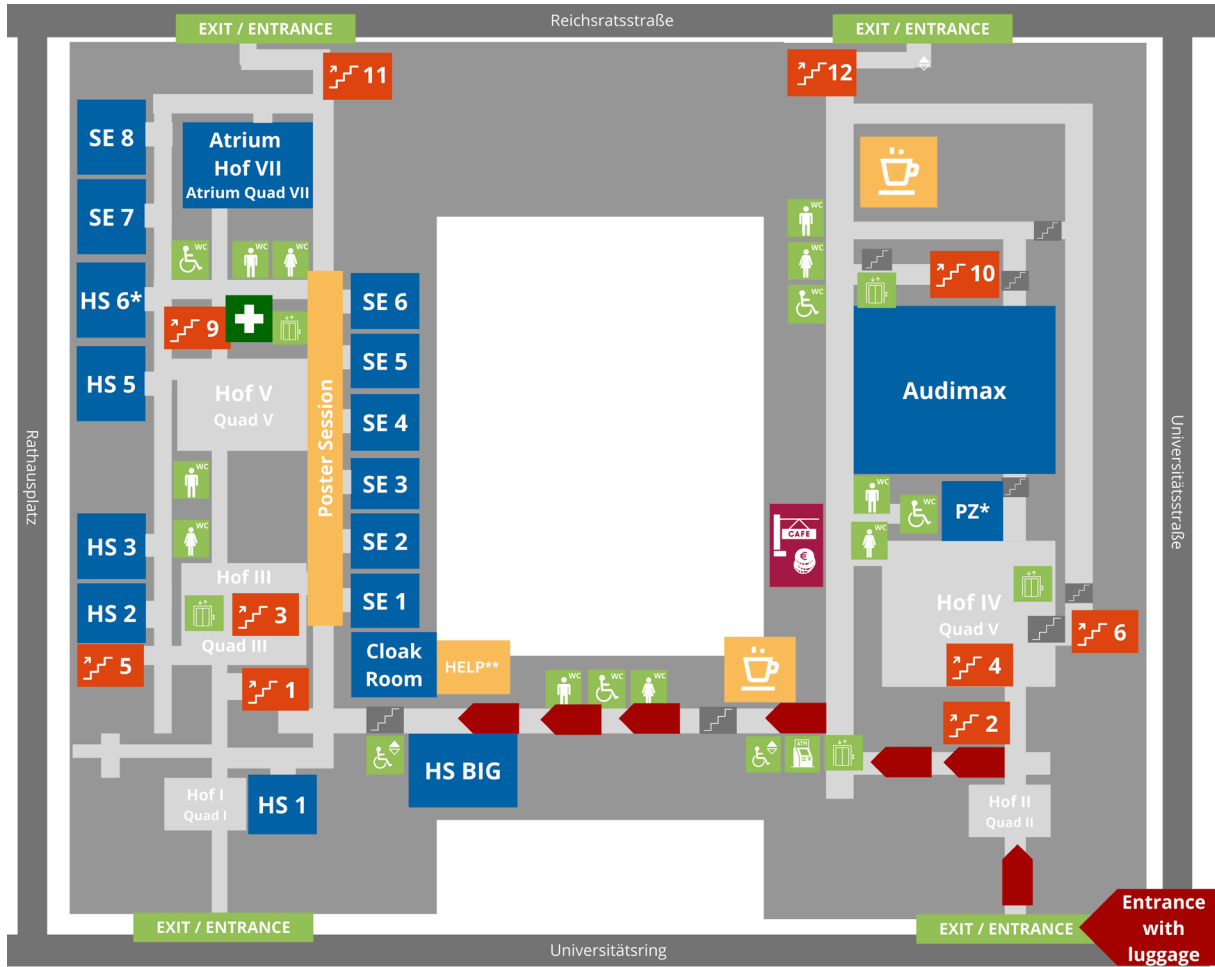 Reichsratsstraße
EXIT / ENTRANCE
EXIT / ENTRANCE
11
12
SE 8
Atrium
Hof VII
Atrium Quad VII
SE 7
WC
WC
WC
WC
WC
WC
HS 6*
9
SE 6
10
HS 5
Hof V
Quad V
SE 5
Audimax
SE 4
Poster Session
Rathausplatz
Universitätsstraße
WC
WC
SE 3
WC
WC
WC
PZ*
CAFE
€
HS 3
SE 2
HS 2
Hof III
3
Quad III
SE 1
Hof IV
Quad V
6
5
1
Cloak
Room
HELP**
WC
WC
WC
4
2
HS BIG
ATM
Hof I
Quad I
HS 1
Hof II
Quad II
EXIT / ENTRANCE
EXIT / ENTRANCE
Entrance
with
luggage
Universitätsring